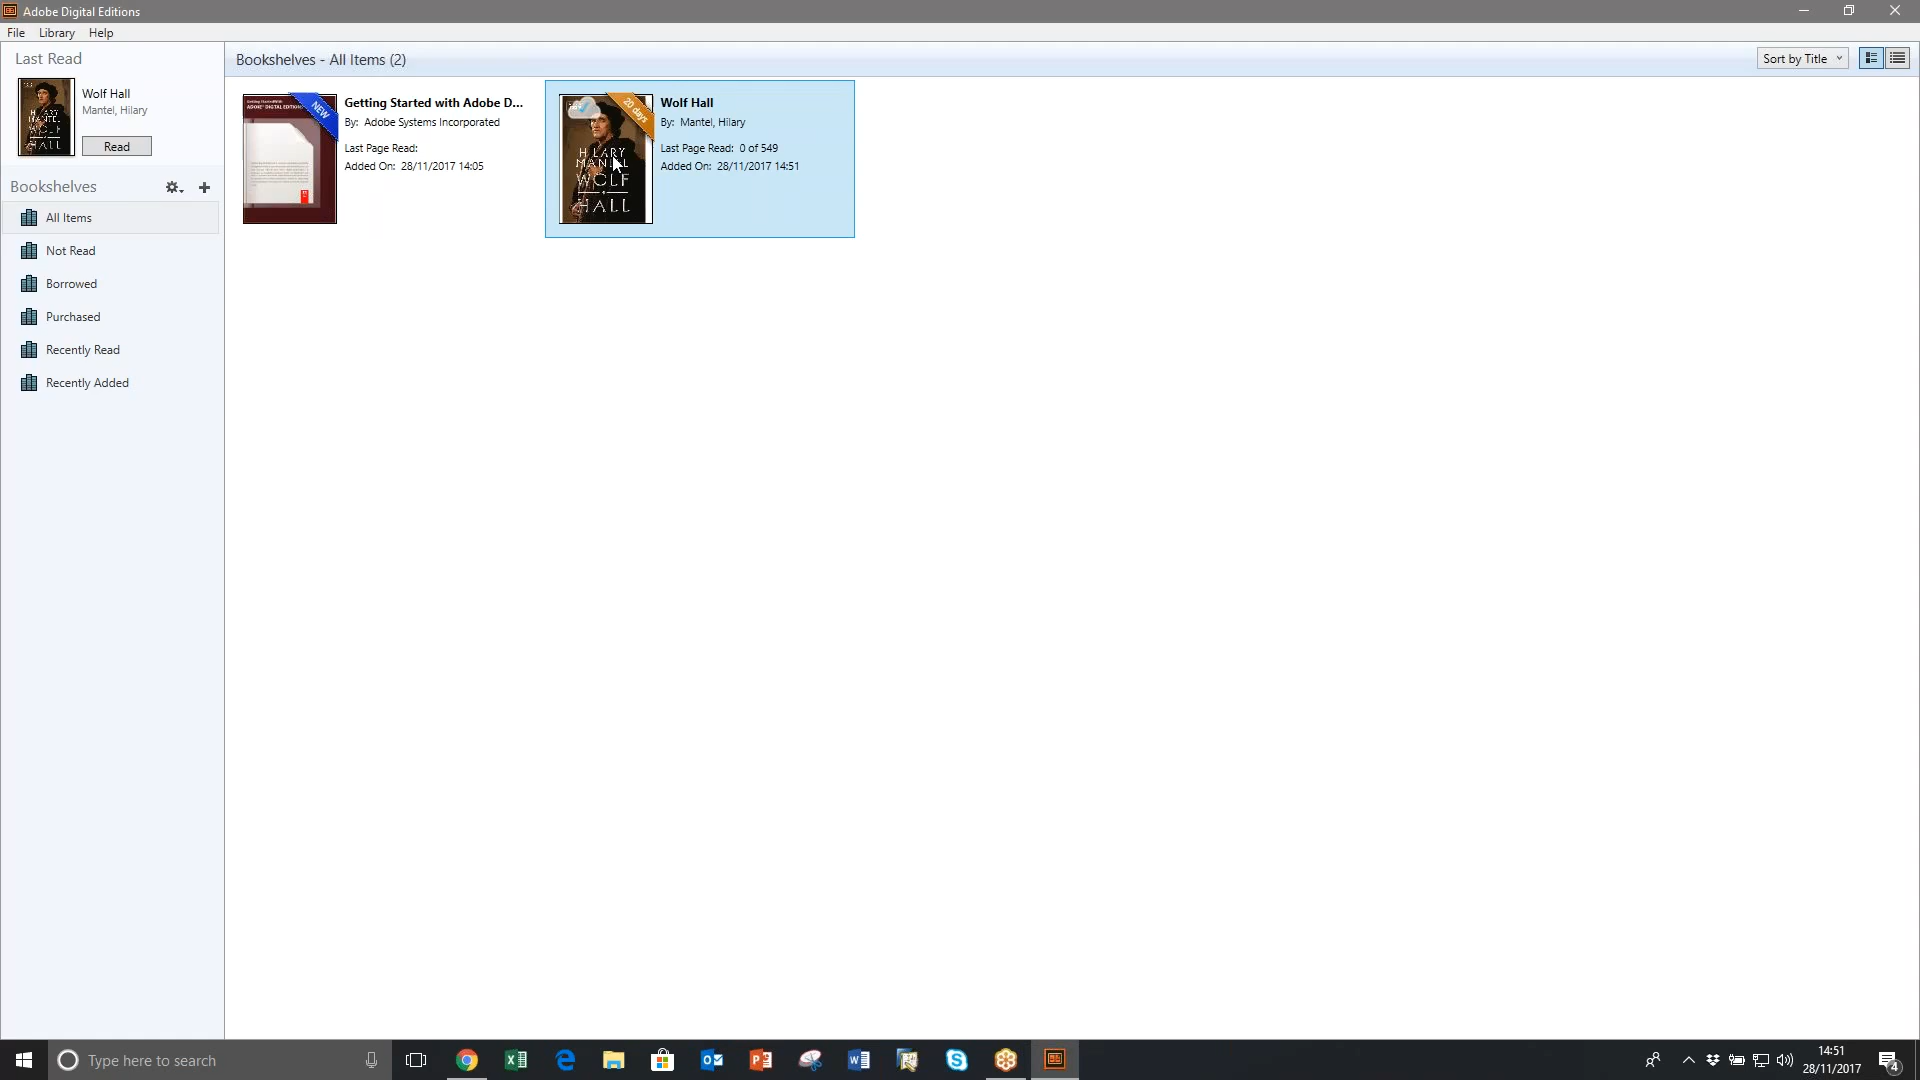 Adobe Digital Editions
File Library Help
Last Read
Wolf Hall
Mantel, Hilary
Read
Bookshelves
All Items
Not Read
Borrowed
Purchased
Recently Read
Recently Added
Bookshelves - All Items (2)
Sort by Title
NEW
Getting Started with Adobe D...
By: Adobe Systems Incorporated
Last Page Read:
Added On: 28/11/2017 14:05
20 days
HILARY
MANTEL
WOLF
HALL
Wolf Hall
By: Mantel, Hilary
Last Page Read: 0 of 549
Added On: 28/11/2017 14:51
Type here to search
14:51
28/11/2017
4